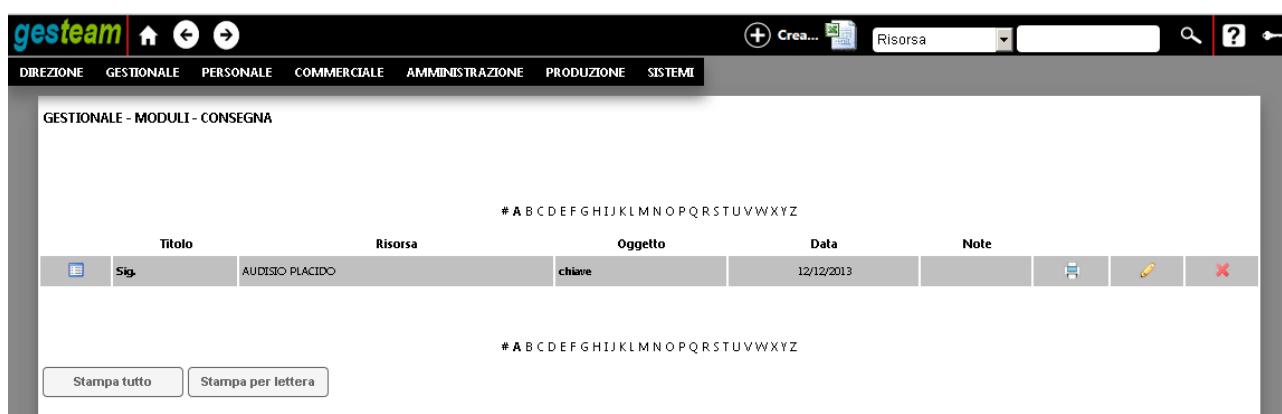 gesteam Crea... Risorsa ?
DIREZIONE GESTIONALE PERSONALE COMMERCIALE AMMINISTRAZIONE PRODUZIONE SISTEMI
GESTIONALE - MODULI - CONSEGNA
# A B C D E F G H I J K L M N O P Q R S T U V W X Y Z
Titolo Risorsa Oggetto Data Note
Sig. AUDISIO PLACIDO chiave 12/12/2013
# A B C D E F G H I J K L M N O P Q R S T U V W X Y Z
Stampa tutto Stampa per lettera